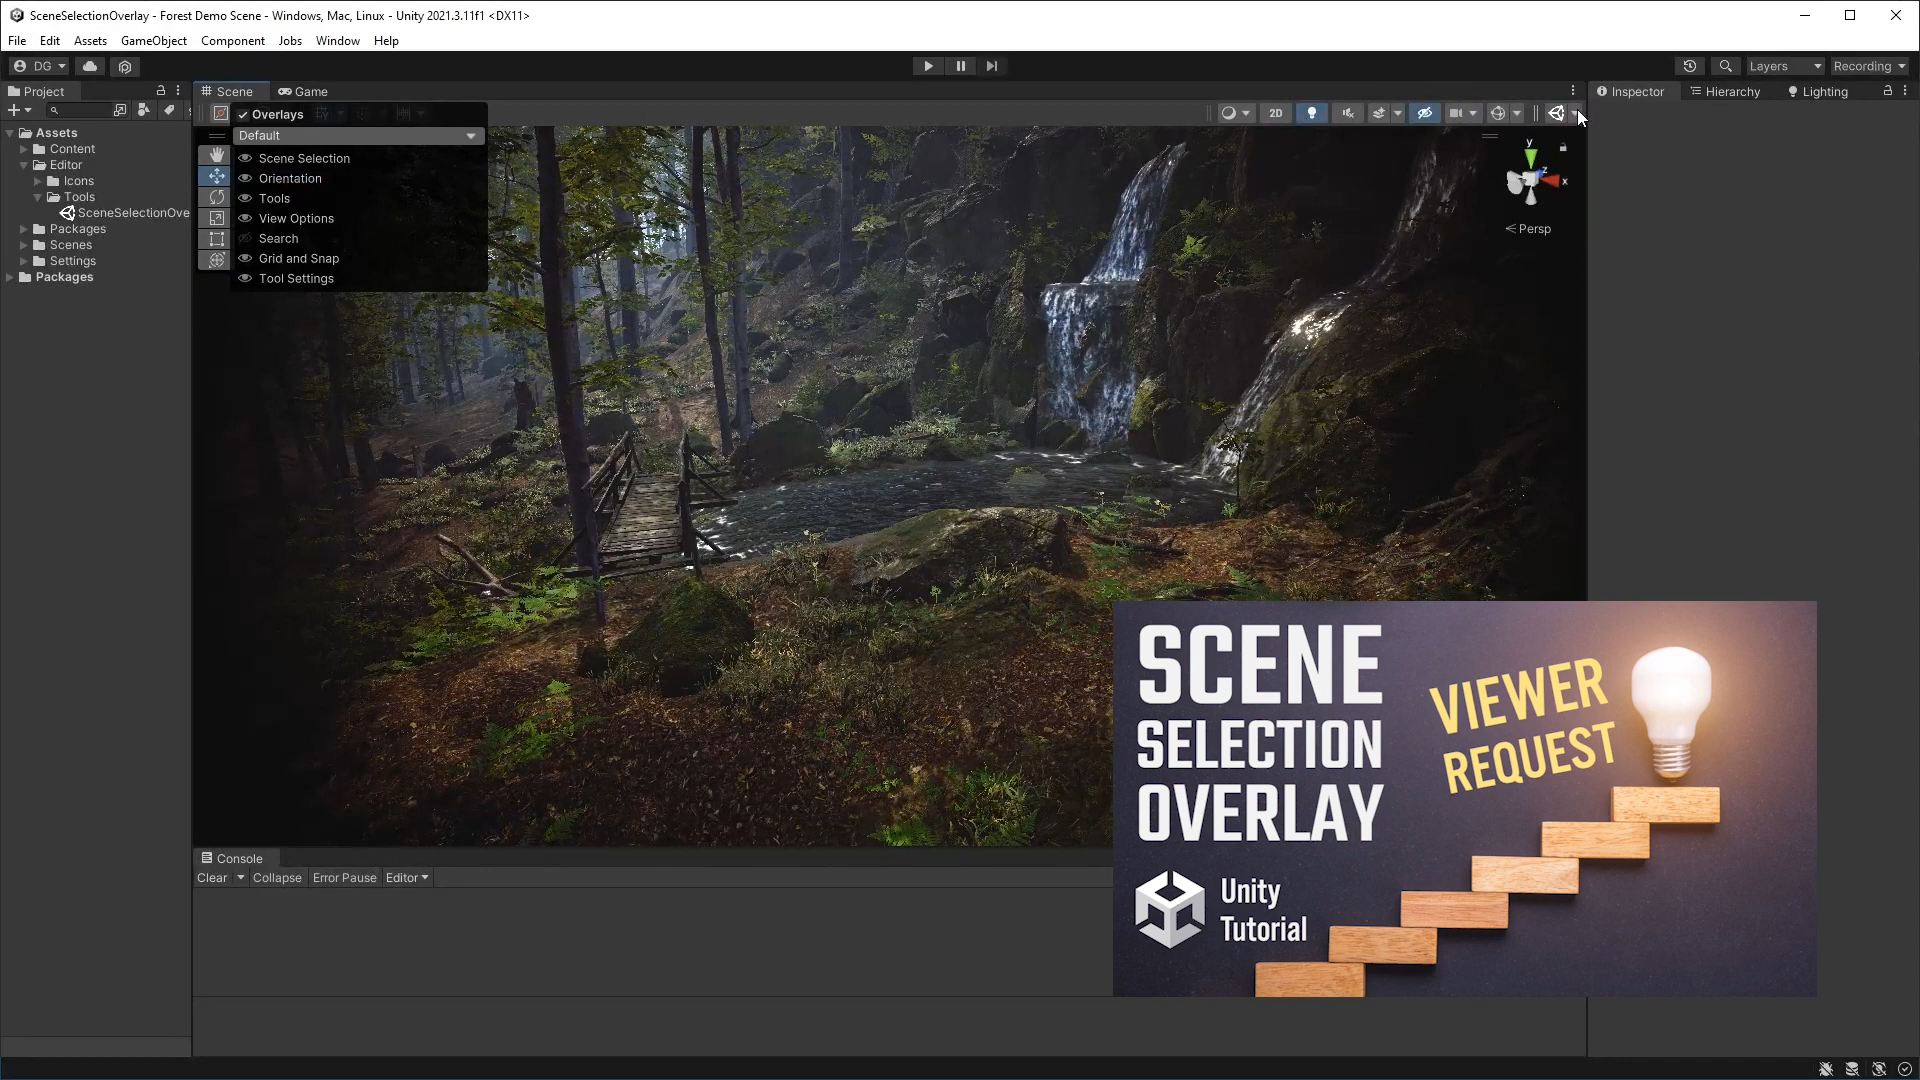 SceneSelectionOverlay - Forest Demo Scene - Windows, Mac, Linux - Unity 2021.3.11f1 <DX11>
File Edit Assets GameObject Component Jobs Window Help
DG
Layers Recording
Project
Scene Game
Inspector Hierarchy Lighting
Overlays
2D
Default
Scene Selection
Orientation
Tools
View Options
Search
Grid and Snap
Tool Settings
Assets
Content
Editor
Icons
Tools
SceneSelectionOve
Packages
Scenes
Settings
Packages
y
z
x
Persp
SCENE
SELECTION
OVERLAY
VIEWER
REQUEST
Unity
Tutorial
Console
Clear Collapse Error Pause Editor